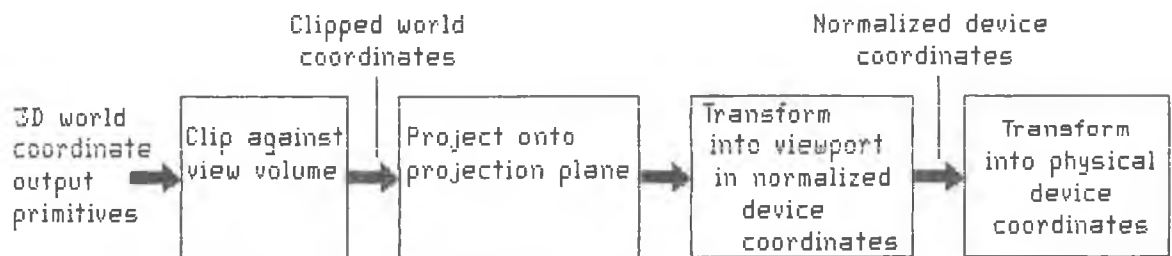 Clipped world
coordinates
Normalized device
coordinates
3D world
coordinate
output
primitives
Clip against
view volume
Project onto
projection plane
Transform
into viewport
in normalized
device
coordinates
Transform
into physical
device
coordinates